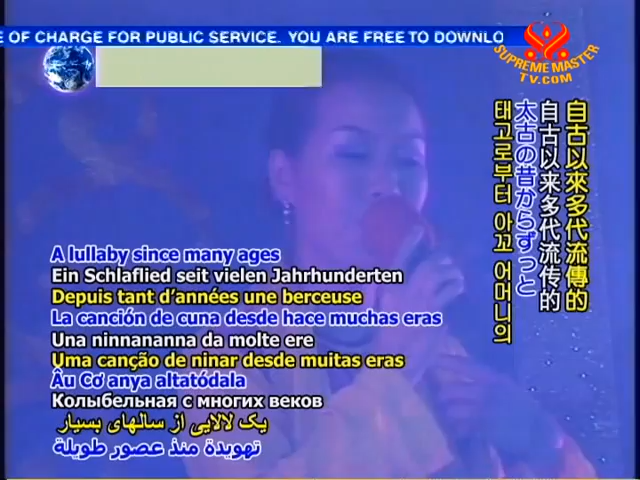 E OF CHARGE FOR PUBLIC SERVICE. YOU ARE FREE TO DOWNLO
SUPREME MASTER
TV.COM
自古以來多代流傳的
自古以来多代流传的
太古の昔からずっと
태고로부터 아꼬 어머니의
A lullaby since many ages
Ein Schlaflied seit vielen Jahrhunderten
Depuis tant d'années une berceuse
La canción de cuna desde hace muchas eras
Una ninnananna da molte ere
Uma canção de ninar desde muitas eras
Âu Cơ anya altatódala
Колыбельная с многих веков
یک لالایی از سالهای بسیار
تهويدة منذ عصور طويلة